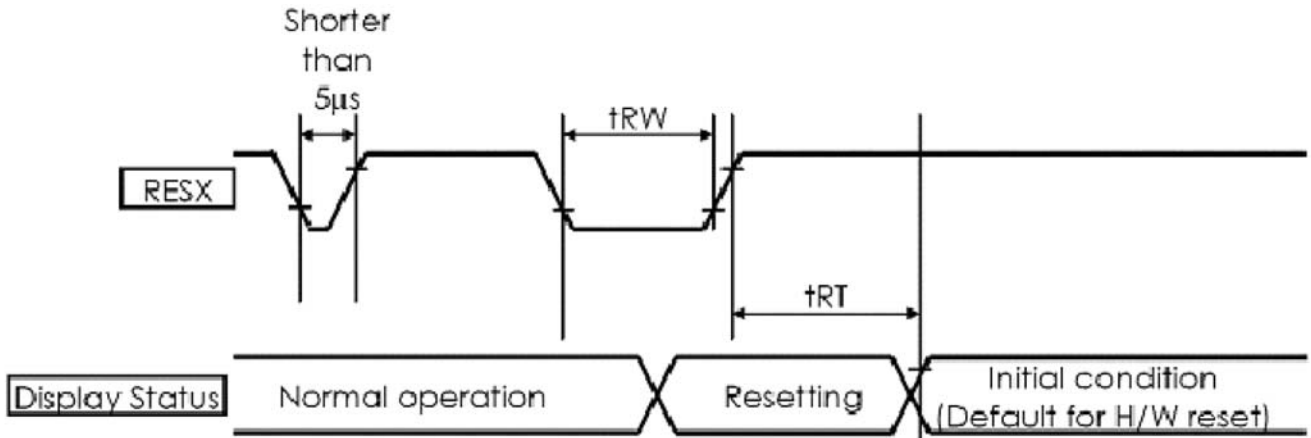 Shorter
than
5µs
tRW
RESX
tRT
Display Status
Normal operation
Resetting
Initial condition
(Default for H/W reset)